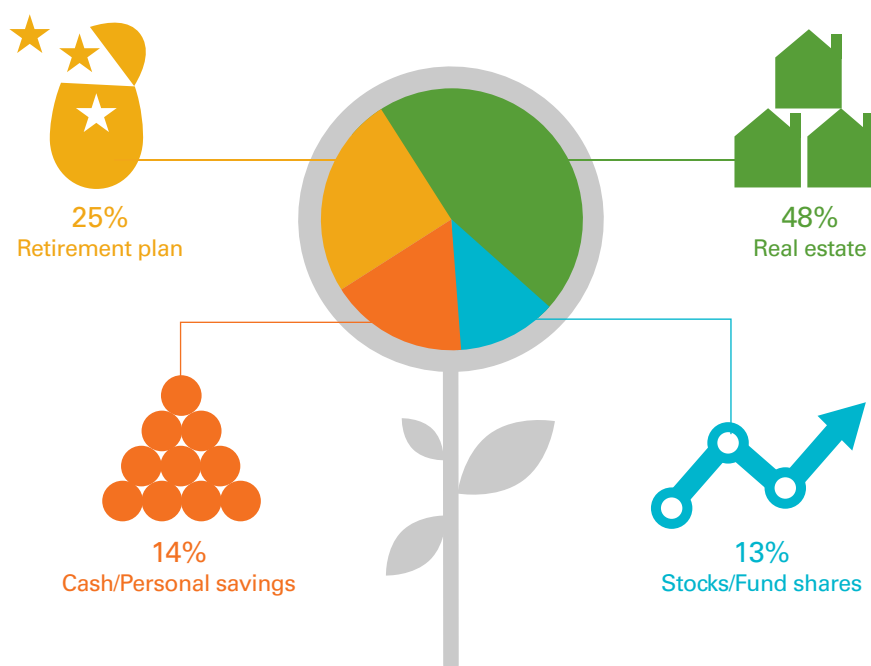 25%
Retirement plan
48%
Real estate
14%
Cash/Personal savings
13%
Stocks/Fund shares